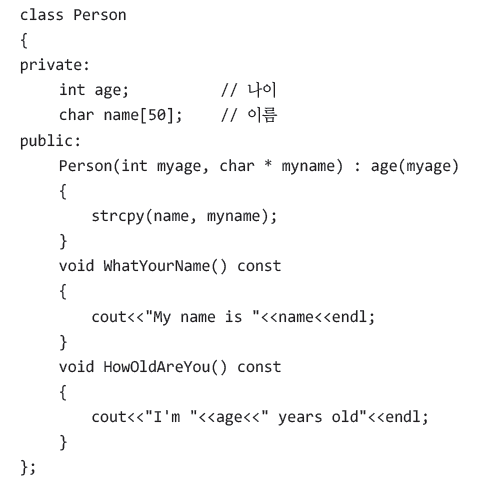 class Person
{
private:
    int age;           // 나이
    char name[50];    // 이름
public:
    Person(int myage, char * myname) : age(myage)
    {
        strcpy(name, myname);
    }
    void WhatYourName() const
    {
        cout<<"My name is "<<name<<endl;
    }
    void HowOldAreYou() const
    {
        cout<<"I'm "<<age<<" years old"<<endl;
    }
};